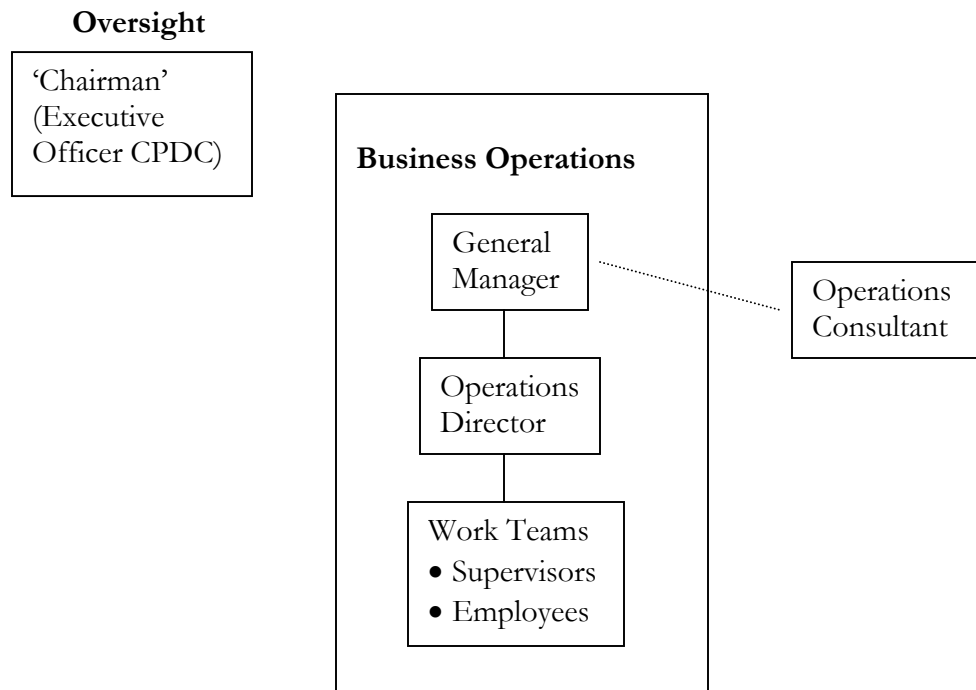 Oversight
‘Chairman’
(Executive
Officer CPDC)
Business Operations
General
Manager
Operations
Consultant
Operations
Director
Work Teams
• Supervisors
• Employees